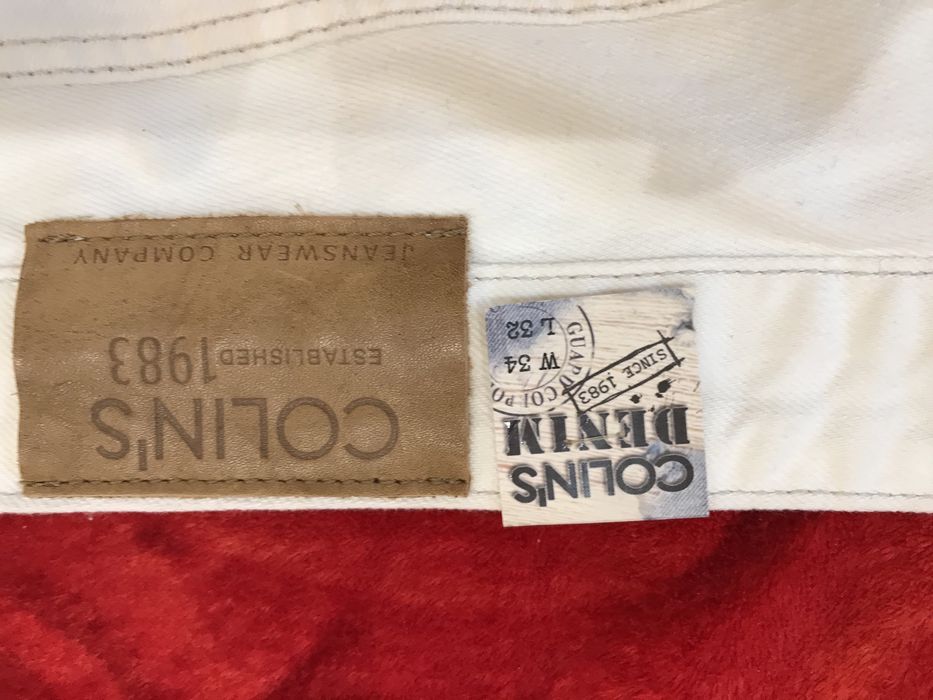 COLIN'S
ESTABLISHED 1983
JEANSWEAR COMPANY
COLIN'S
DENIM
SINCE 1983
W 34
L 32